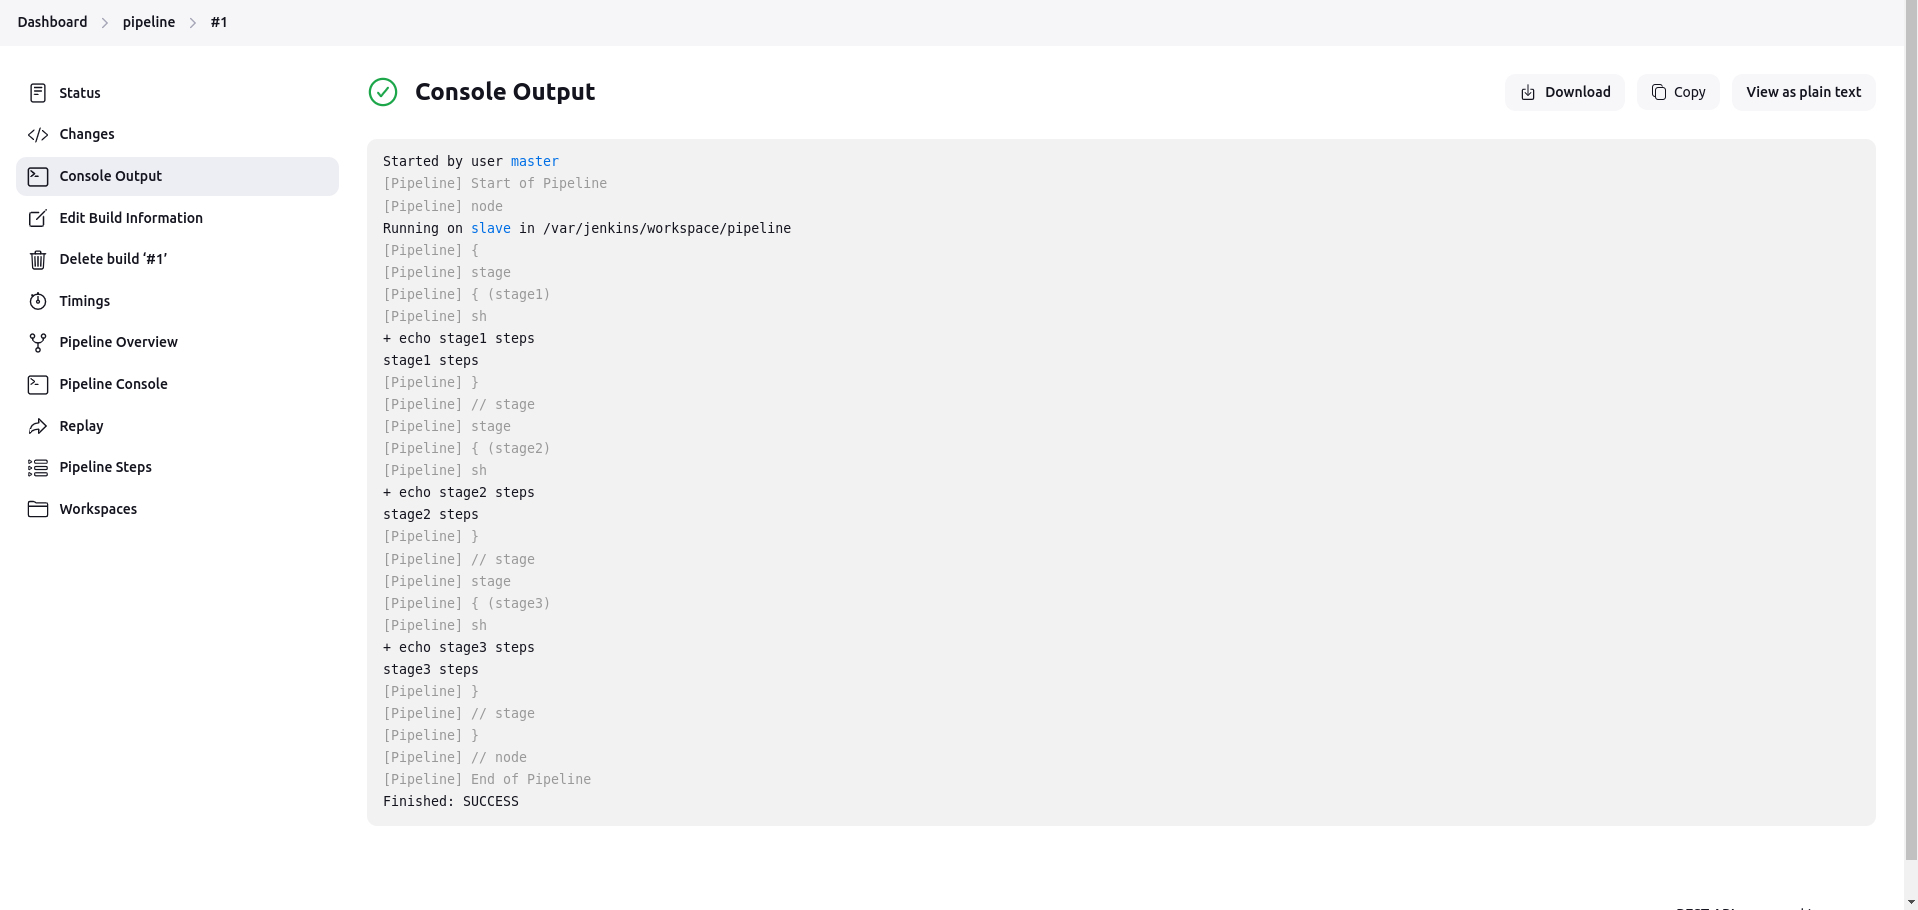 Dashboard > pipeline > #1
Status
Changes
Console Output
Edit Build Information
Delete build ‘#1’
Timings
Pipeline Overview
Pipeline Console
Replay
Pipeline Steps
Workspaces
Console Output
Download
Copy
View as plain text
Started by user master
[Pipeline] Start of Pipeline
[Pipeline] node
Running on slave in /var/jenkins/workspace/pipeline
[Pipeline] {
[Pipeline] stage
[Pipeline] { (stage1)
[Pipeline] sh
+ echo stage1 steps
stage1 steps
[Pipeline] }
[Pipeline] // stage
[Pipeline] stage
[Pipeline] { (stage2)
[Pipeline] sh
+ echo stage2 steps
stage2 steps
[Pipeline] }
[Pipeline] // stage
[Pipeline] stage
[Pipeline] { (stage3)
[Pipeline] sh
+ echo stage3 steps
stage3 steps
[Pipeline] }
[Pipeline] // stage
[Pipeline] }
[Pipeline] // node
[Pipeline] End of Pipeline
Finished: SUCCESS